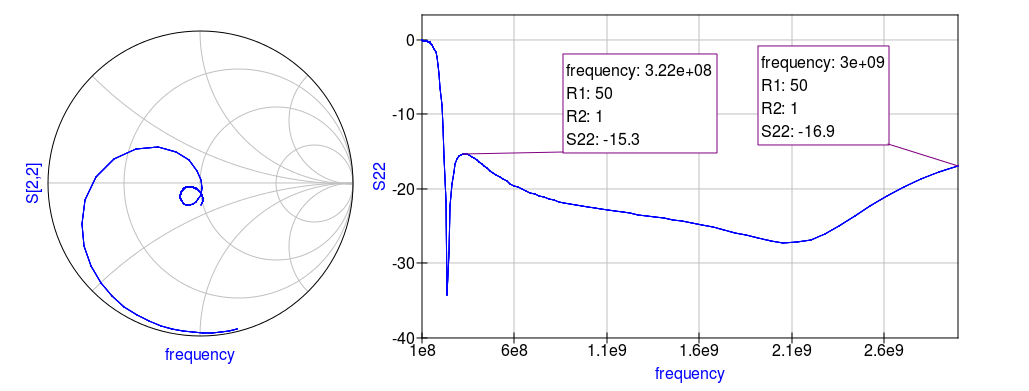 S[2,2]
frequency
S22
0
-10
-20
-30
-40
frequency: 3.22e+08
R1: 50
R2: 1
S22: -15.3
frequency: 3e+09
R1: 50
R2: 1
S22: -16.9
1e8
6e8
1.1e9
1.6e9
2.1e9
2.6e9
frequency